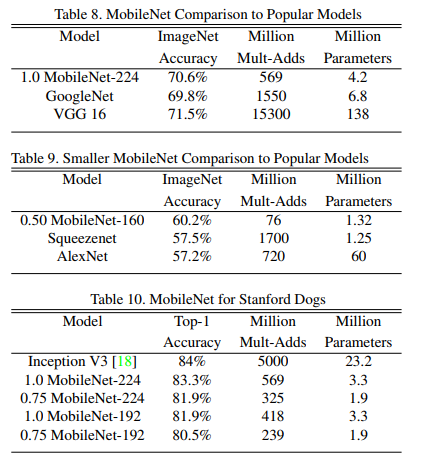 Table 8. MobileNet Comparison to Popular Models
Model ImageNet Million Million
Accuracy Mult-Adds Parameters
1.0 MobileNet-224 70.6% 569 4.2
GoogleNet 69.8% 1550 6.8
VGG 16 71.5% 15300 138
Table 9. Smaller MobileNet Comparison to Popular Models
Model ImageNet Million Million
Accuracy Mult-Adds Parameters
0.50 MobileNet-160 60.2% 76 1.32
Squeezenet 57.5% 1700 1.25
AlexNet 57.2% 720 60
Table 10. MobileNet for Stanford Dogs
Model Top-1 Million Million
Accuracy Mult-Adds Parameters
Inception V3 [18] 84% 5000 23.2
1.0 MobileNet-224 83.3% 569 3.3
0.75 MobileNet-224 81.9% 325 1.9
1.0 MobileNet-192 81.9% 418 3.3
0.75 MobileNet-192 80.5% 239 1.9